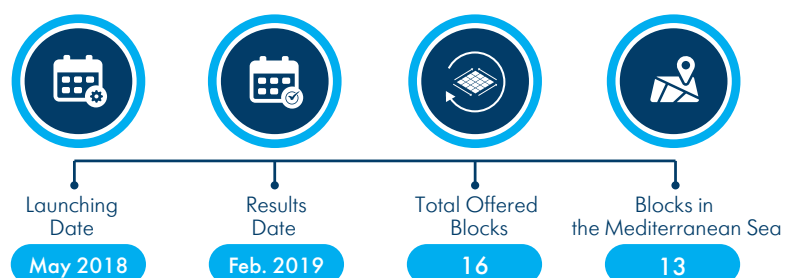 Launching
Date
May 2018
Results
Date
Feb. 2019
Total Offered
Blocks
16
Blocks in
the Mediterranean Sea
13